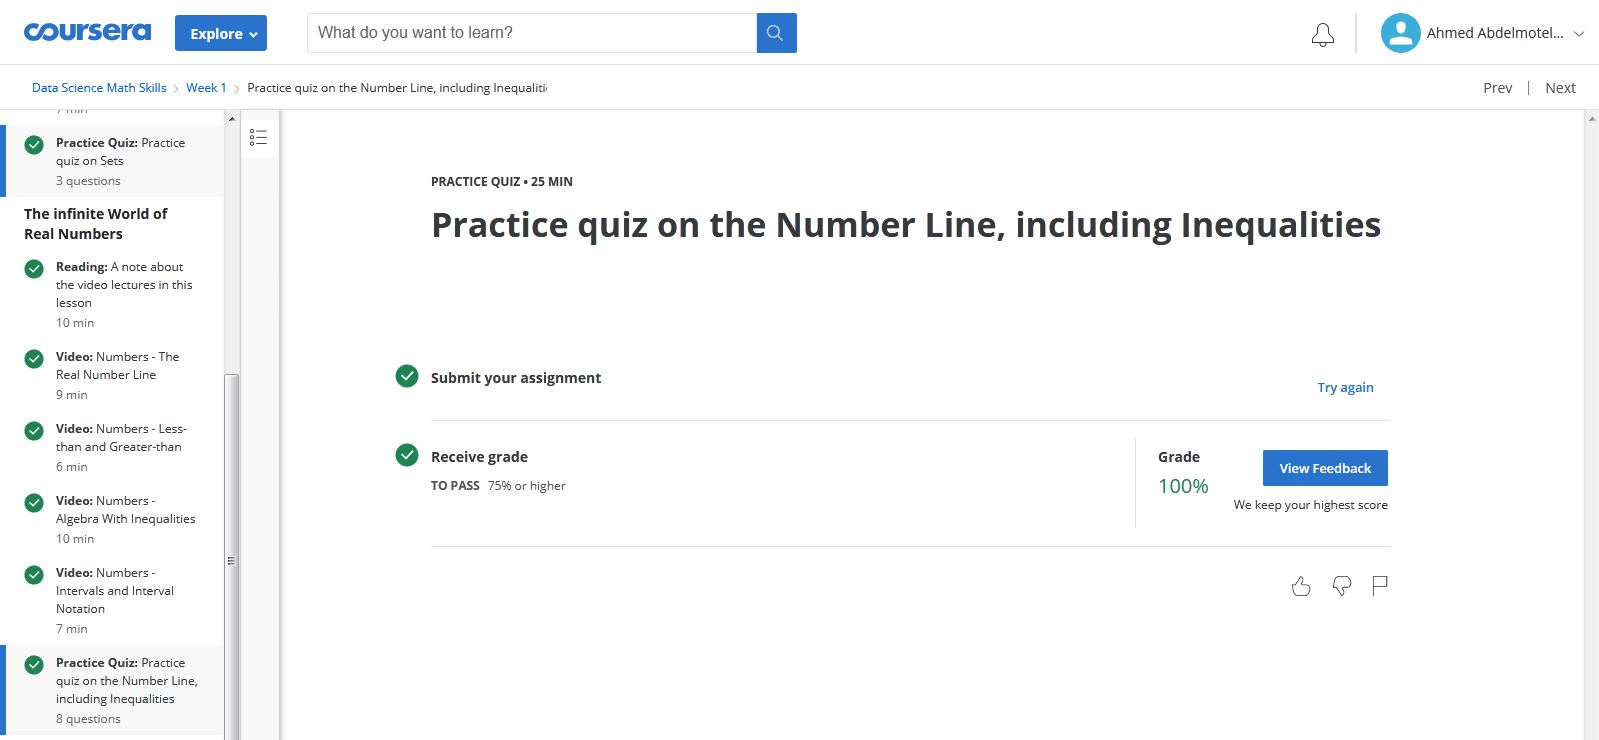 coursera
Explore
What do you want to learn?
Ahmed Abdelmotel...
Data Science Math Skills > Week 1 > Practice quiz on the Number Line, including Inequaliti
Prev | Next
7 min
Practice Quiz: Practice
quiz on Sets
3 questions
The infinite World of
Real Numbers
Reading: A note about
the video lectures in this
lesson
10 min
Video: Numbers - The
Real Number Line
9 min
Video: Numbers - Less-
than and Greater-than
6 min
Video: Numbers -
Algebra With Inequalities
10 min
Video: Numbers -
Intervals and Interval
Notation
7 min
Practice Quiz: Practice
quiz on the Number Line,
including Inequalities
8 questions
PRACTICE QUIZ • 25 MIN
Practice quiz on the Number Line, including Inequalities
Submit your assignment
Try again
Receive grade
TO PASS 75% or higher
Grade
100%
View Feedback
We keep your highest score